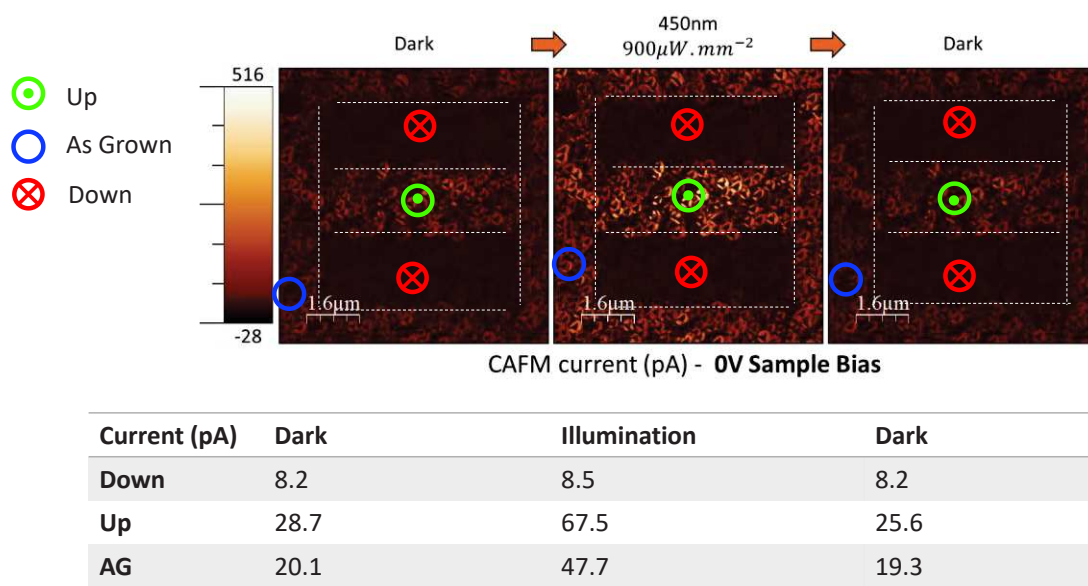 Dark
450nm
900μW.mm⁻²
Dark
516
-28
Up
As Grown
Down
1.6μm
1.6μm
1.6μm
CAFM current (pA) - 0V Sample Bias
Current (pA) Dark Illumination Dark
Down 8.2 8.5 8.2
Up 28.7 67.5 25.6
AG 20.1 47.7 19.3